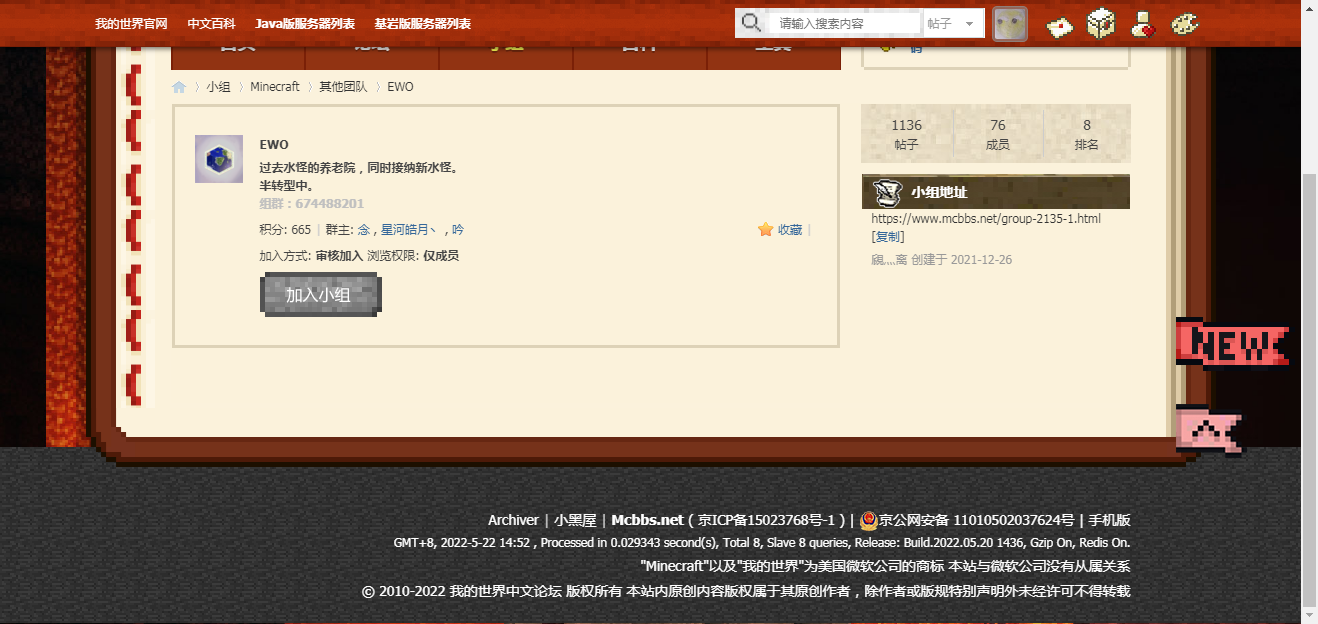 我的世界官网 中文百科 Java版服务器列表 基岩版服务器列表
请输入搜索内容 帖子
小组 Minecraft 其他团队 EWO
EWO
过去水怪的养老院，同时接纳新水怪。
半转型中。
组群：674488201
积分: 665 | 群主: 念 , 星河皓月丶 , 吟
收藏 |
加入方式: 审核加入 浏览权限: 仅成员
加入小组
1136 76 8
帖子 成员 排名
小组地址
https://www.mcbbs.net/group-2135-1.html
[复制]
创建于 2021-12-26
NEW
Archiver | 小黑屋 | Mcbbs.net ( 京ICP备15023768号-1 ) | 京公网安备 11010502037624号 | 手机版
GMT+8, 2022-5-22 14:52 , Processed in 0.029343 second(s), Total 8, Slave 8 queries, Release: Build.2022.05.20 1436, Gzip On, Redis On.
"Minecraft"以及"我的世界"为美国微软公司的商标 本站与微软公司没有从属关系
© 2010-2022 我的世界中文论坛 版权所有 本站内原创内容版权属于其原创作者，除作者或版规特别声明外未经许可不得转载